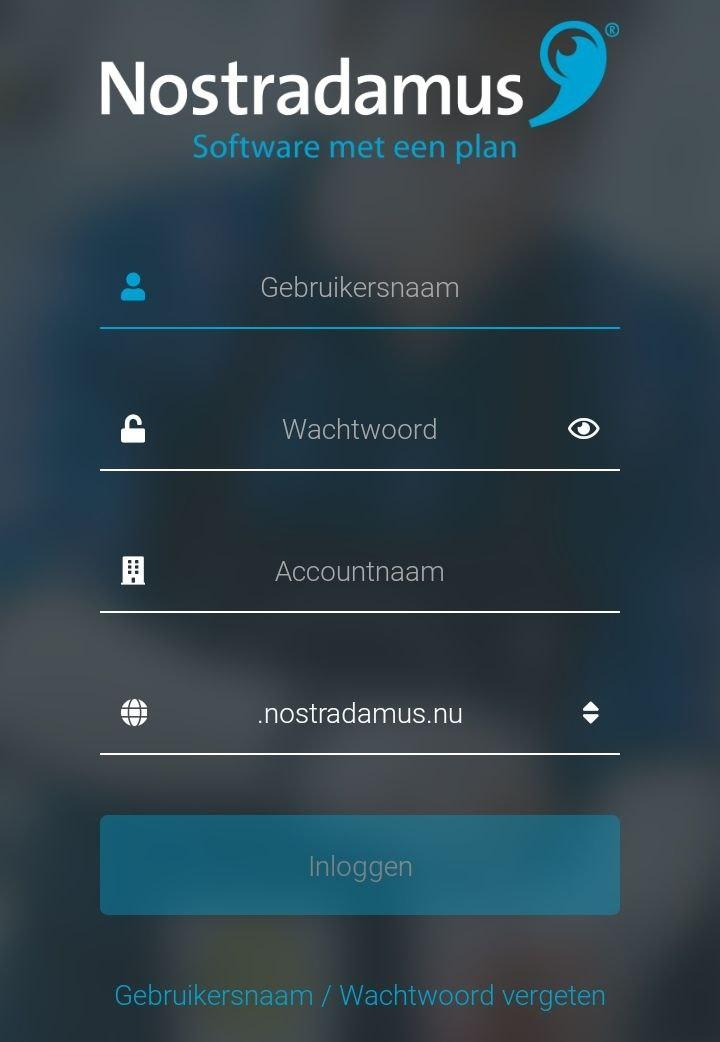 Nostradamus®
Software met een plan
Gebruikersnaam
Wachtwoord
Accountnaam
.nostradamus.nu
Inloggen
Gebruikersnaam / Wachtwoord vergeten